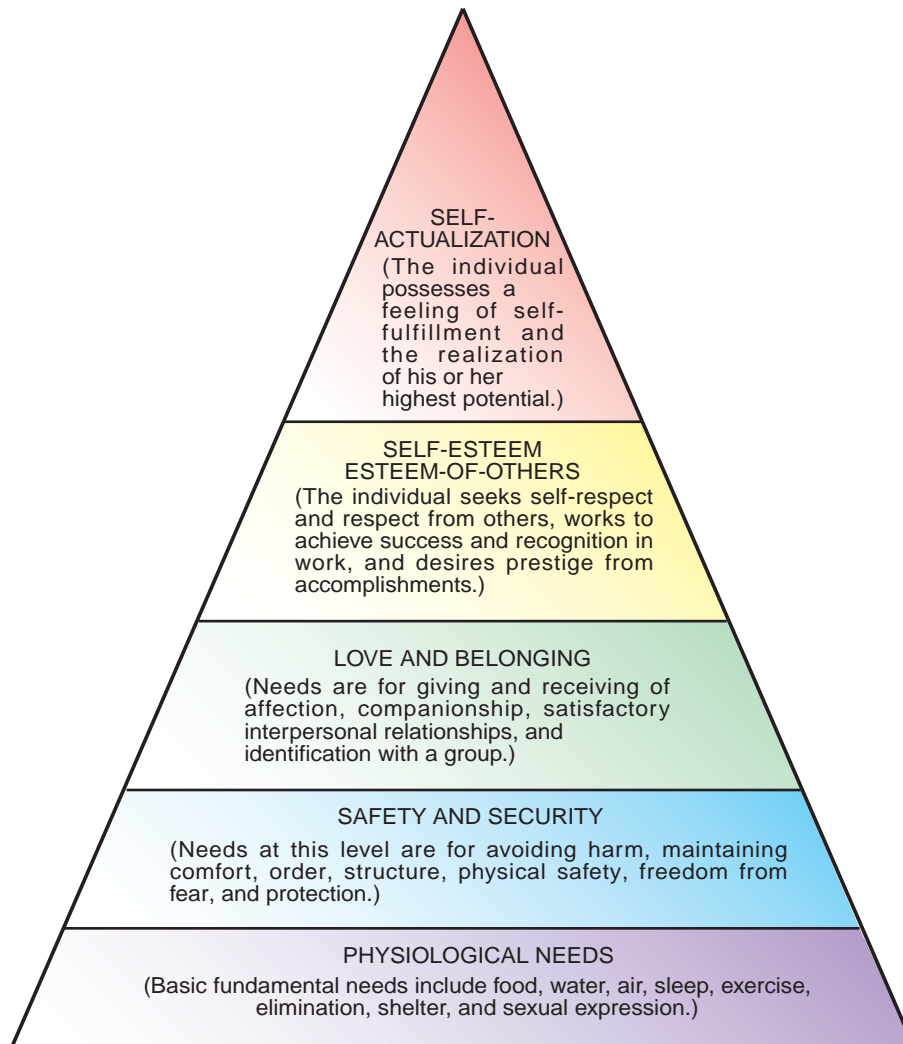 SELF-
ACTUALIZATION
(The individual
possesses a
feeling of self-
fulfillment and
the realization
of his or her
highest potential.)
SELF-ESTEEM
ESTEEM-OF-OTHERS
(The individual seeks self-respect
and respect from others, works to
achieve success and recognition in
work, and desires prestige from
accomplishments.)
LOVE AND BELONGING
(Needs are for giving and receiving of
affection, companionship, satisfactory
interpersonal relationships, and
identification with a group.)
SAFETY AND SECURITY
(Needs at this level are for avoiding harm, maintaining
comfort, order, structure, physical safety, freedom from
fear, and protection.)
PHYSIOLOGICAL NEEDS
(Basic fundamental needs include food, water, air, sleep, exercise,
elimination, shelter, and sexual expression.)